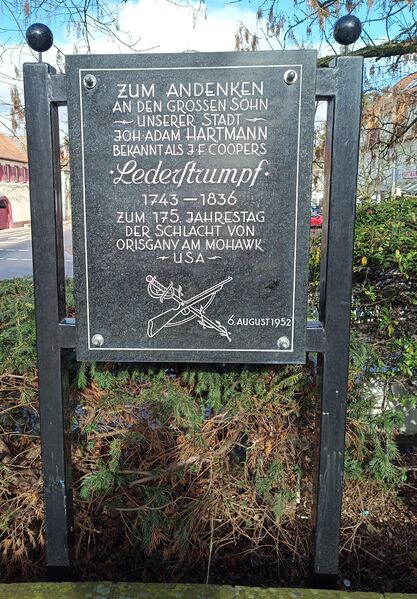 ZUM ANDENKEN
AN DEN GROSSEN SOHN
UNSERER STADT
JOH·ADAM HARTMANN
BEKANNT ALS J·F·COOPERS
Lederstrumpf
1743 — 1836
ZUM 175. JAHRESTAG
DER SCHLACHT VON
ORISGANY AM MOHAWK
USA
6. AUGUST 1952